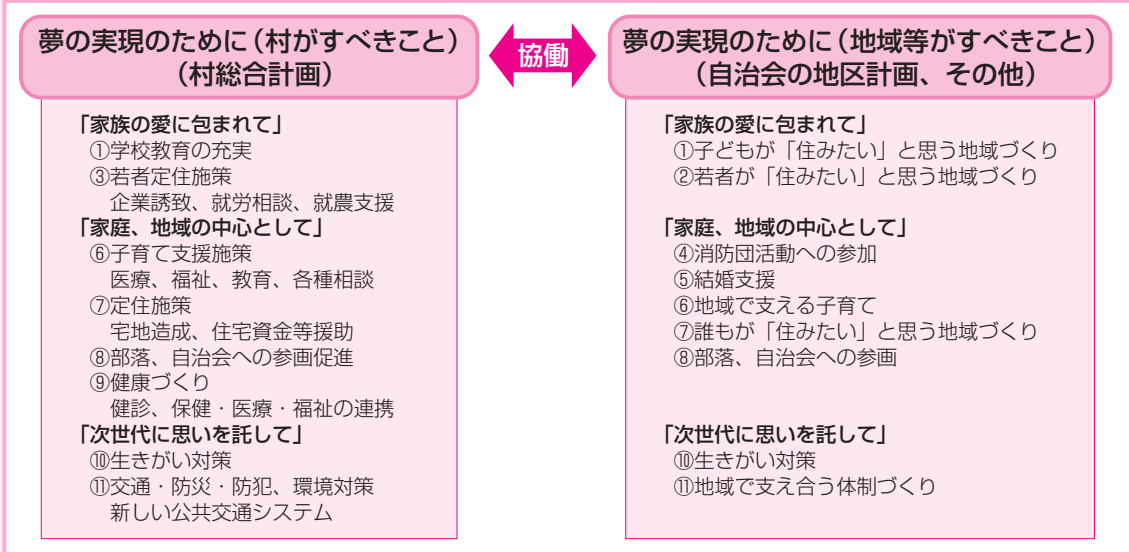 夢の実現のために(村がすべきこと)
(村総合計画)
「家族の愛に包まれて」
①学校教育の充実
③若者定住施策
企業誘致、就労相談、就農支援
「家庭、地域の中心として」
⑥子育て支援施策
医療、福祉、教育、各種相談
⑦定住施策
宅地造成、住宅資金等援助
⑧部落、自治会への参画促進
⑨健康づくり
健診、保健・医療・福祉の連携
「次世代に思いを託して」
⑩生きがい対策
⑪交通・防災・防犯、環境対策
新しい公共交通システム
協働
夢の実現のために(地域等がすべきこと)
(自治会の地区計画、その他)
「家族の愛に包まれて」
①子どもが「住みたい」と思う地域づくり
②若者が「住みたい」と思う地域づくり
「家庭、地域の中心として」
④消防団活動への参加
⑤結婚支援
⑥地域で支える子育て
⑦誰もが「住みたい」と思う地域づくり
⑧部落、自治会への参画
「次世代に思いを託して」
⑩生きがい対策
⑪地域で支え合う体制づくり